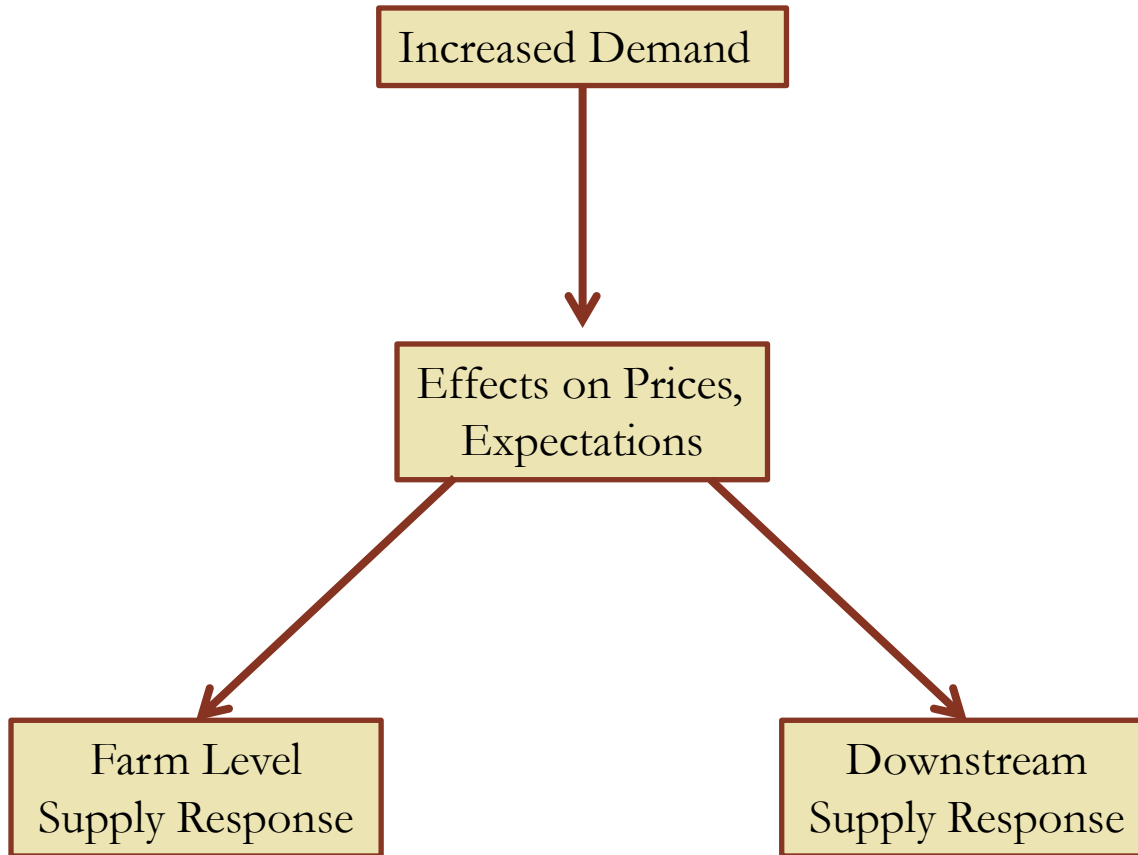 Increased Demand
Effects on Prices,
Expectations
Farm Level
Supply Response
Downstream
Supply Response